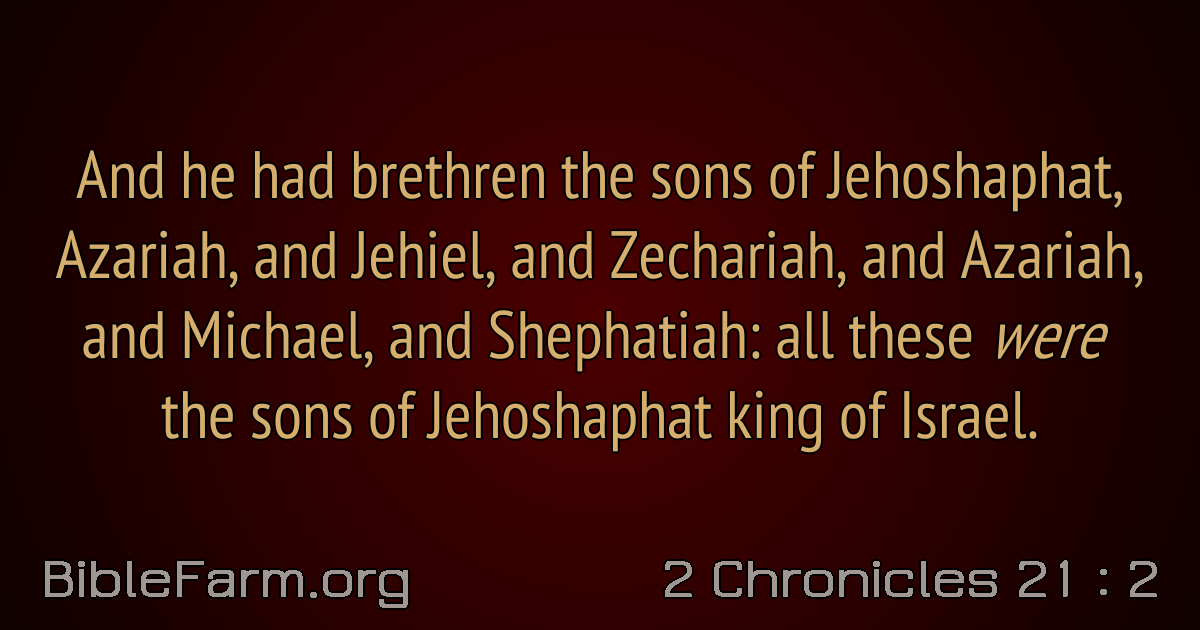 And he had brethren the sons of Jehoshaphat,
Azariah, and Jehiel, and Zechariah, and Azariah,
and Michael, and Shephatiah: all these were
the sons of Jehoshaphat king of Israel.
BibleFarm.org
2 Chronicles 21 : 2